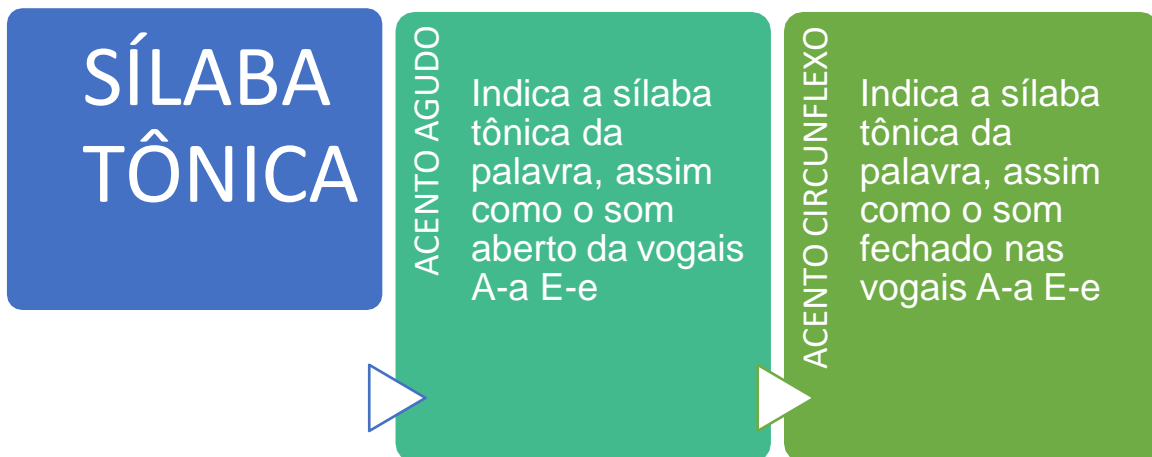 SÍLABA
TÔNICA
ACENTO AGUDO
Indica a sílaba
tônica da
palavra, assim
como o som
aberto da vogais
A-a E-e
ACENTO CIRCUNFLEXO
Indica a sílaba
tônica da
palavra, assim
como o som
fechado nas
vogais A-a E-e